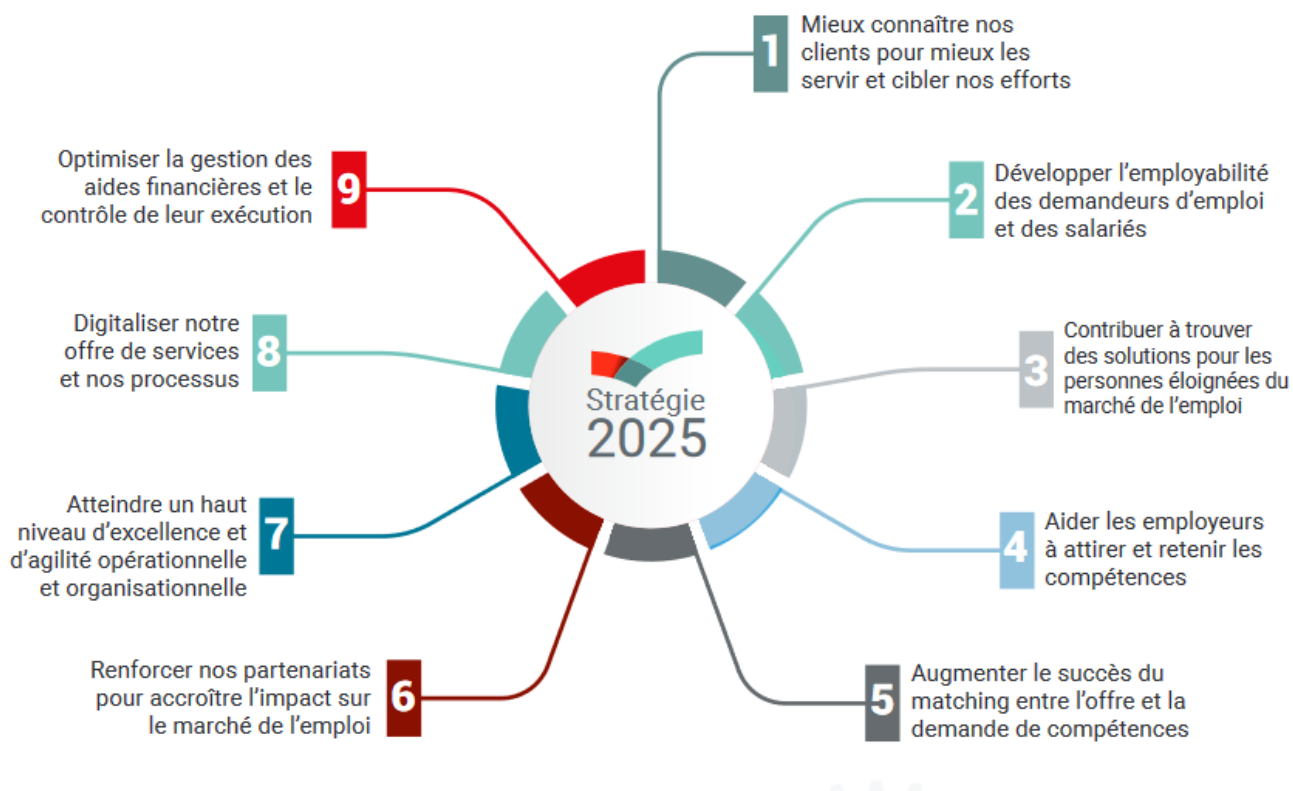 1
Mieux connaître nos
clients pour mieux les
servir et cibler nos efforts
2
Développer l'employabilité
des demandeurs d'emploi
et des salariés
3
Contribuer à trouver
des solutions pour les
personnes éloignées du
marché de l'emploi
4
Aider les employeurs
à attirer et retenir les
compétences
5
Augmenter le succès du
matching entre l'offre et la
demande de compétences
6
Renforcer nos partenariats
pour accroître l'impact sur
le marché de l'emploi
7
Atteindre un haut
niveau d'excellence et
d'agilité opérationnelle
et organisationnelle
8
Digitaliser notre
offre de services
et nos processus
9
Optimiser la gestion des
aides financières et le
contrôle de leur exécution
Stratégie
2025